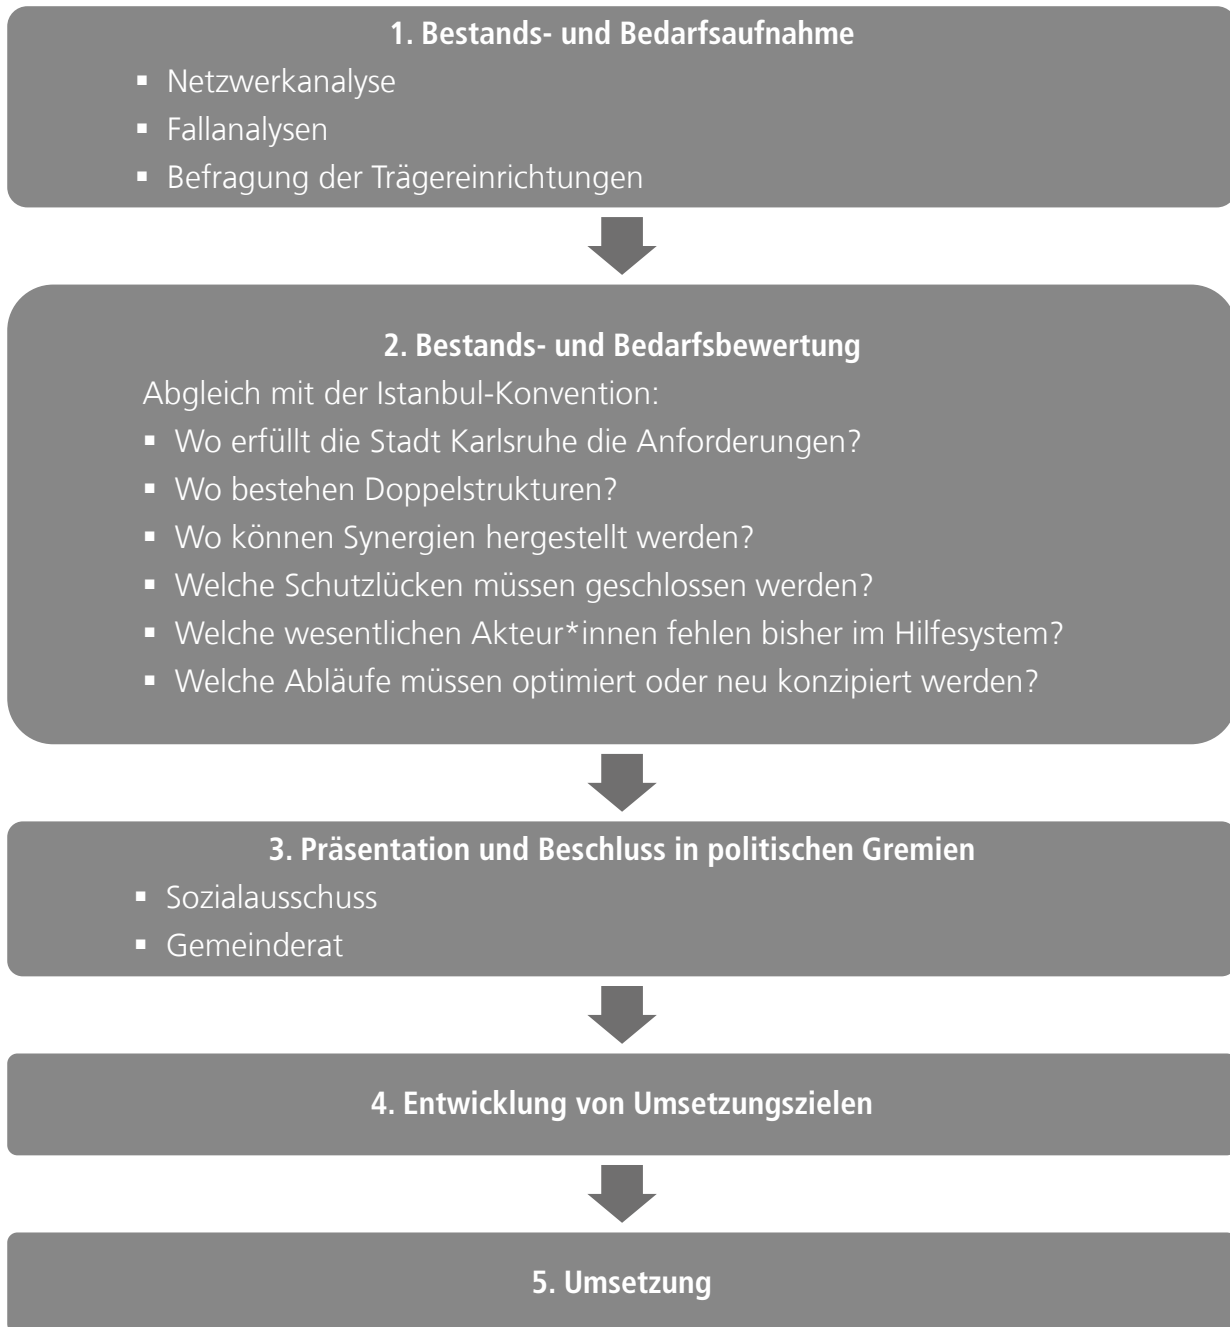 1. Bestands- und Bedarfsaufnahme
▪ Netzwerkanalyse
▪ Fallanalysen
▪ Befragung der Trägereinrichtungen
2. Bestands- und Bedarfsbewertung
Abgleich mit der Istanbul-Konvention:
▪ Wo erfüllt die Stadt Karlsruhe die Anforderungen?
▪ Wo bestehen Doppelstrukturen?
▪ Wo können Synergien hergestellt werden?
▪ Welche Schutzlücken müssen geschlossen werden?
▪ Welche wesentlichen Akteur*innen fehlen bisher im Hilfesystem?
▪ Welche Abläufe müssen optimiert oder neu konzipiert werden?
3. Präsentation und Beschluss in politischen Gremien
▪ Sozialausschuss
▪ Gemeinderat
4. Entwicklung von Umsetzungszielen
5. Umsetzung